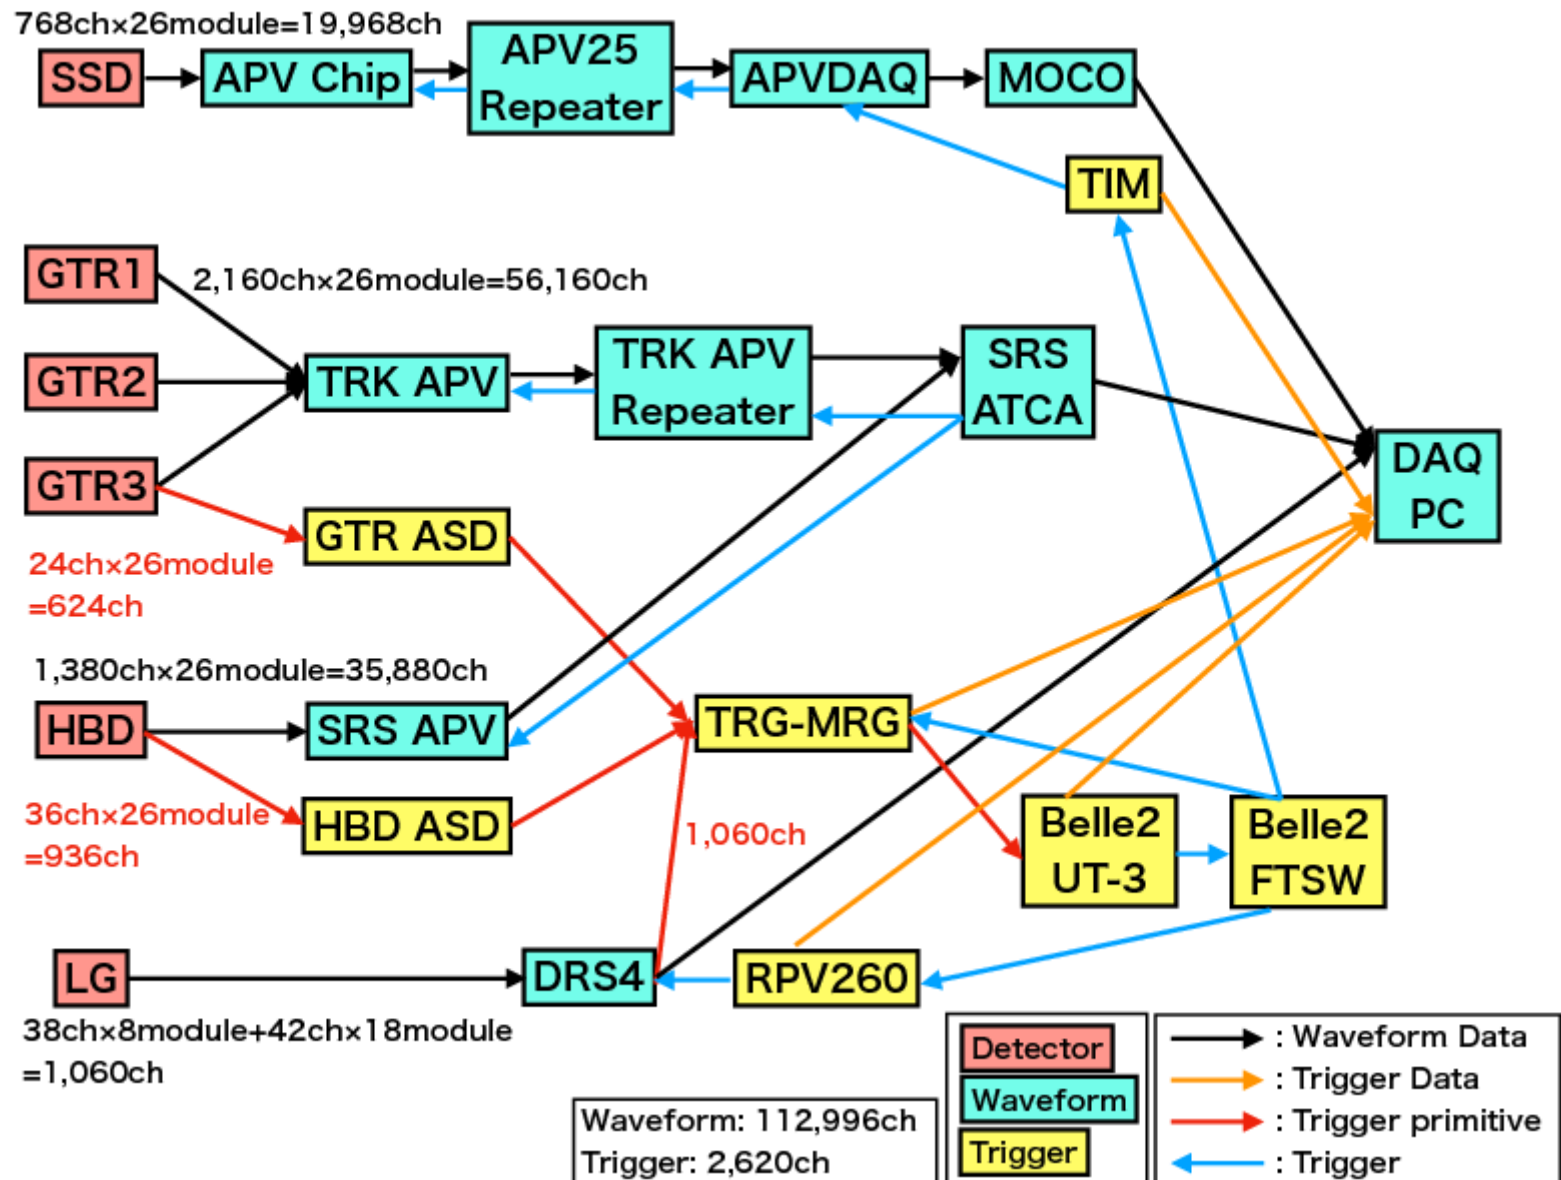 768ch×26module=19,968ch
SSD
APV Chip
APV25
Repeater
APVDAQ
MOCO
TIM
GTR1
2,160ch×26module=56,160ch
GTR2
TRK APV
TRK APV
Repeater
SRS
ATCA
DAQ
PC
GTR3
GTR ASD
24ch×26module
=624ch
1,380ch×26module=35,880ch
HBD
SRS APV
TRG-MRG
36ch×26module
=936ch
HBD ASD
1,060ch
Belle2
UT-3
Belle2
FTSW
LG
DRS4
RPV260
38ch×8module+42ch×18module
=1,060ch
Waveform: 112,996ch
Trigger: 2,620ch
Detector
Waveform
Trigger
: Waveform Data
: Trigger Data
: Trigger primitive
: Trigger